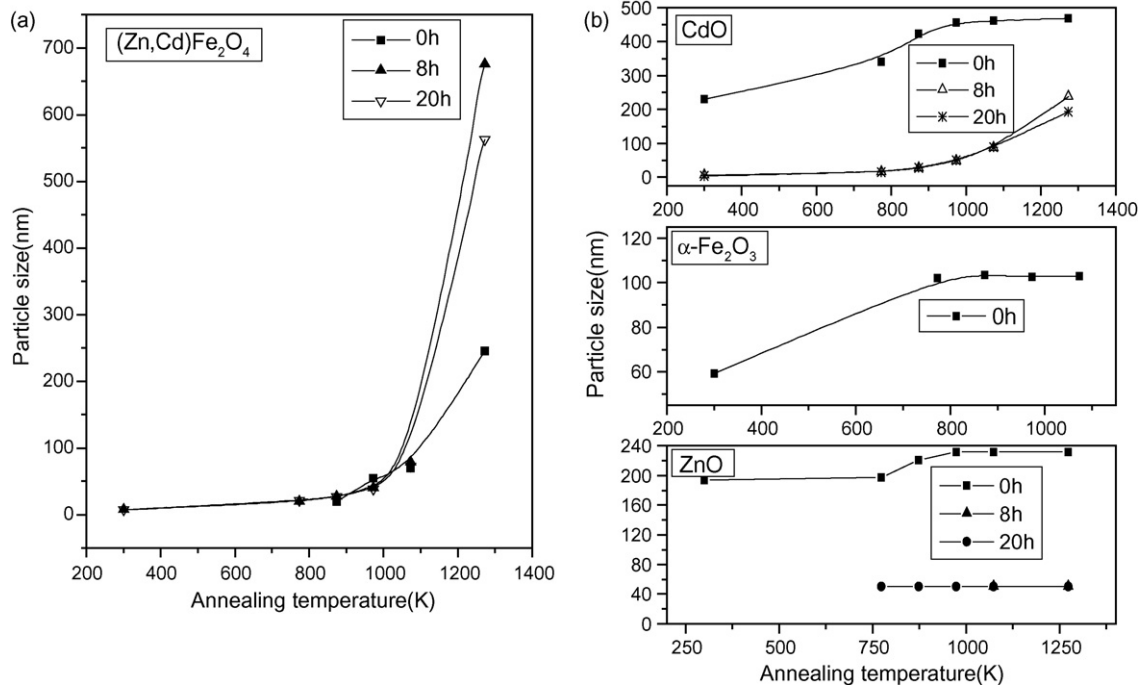 (a)
(Zn,Cd)Fe₂O₄
0h
8h
20h
700
600
500
400
300
200
100
0
200 400 600 800 1000 1200 1400
Particle size(nm)
Annealing temperature(K)
(b)
CdO
0h
8h
20h
500
400
300
200
100
0
200 400 600 800 1000 1200 1400
α-Fe₂O₃
0h
120
100
80
60
200 400 600 800 1000
Particle size(nm)
ZnO
0h
8h
20h
240
200
160
120
80
40
0
250 500 750 1000 1250
Annealing temperature(K)